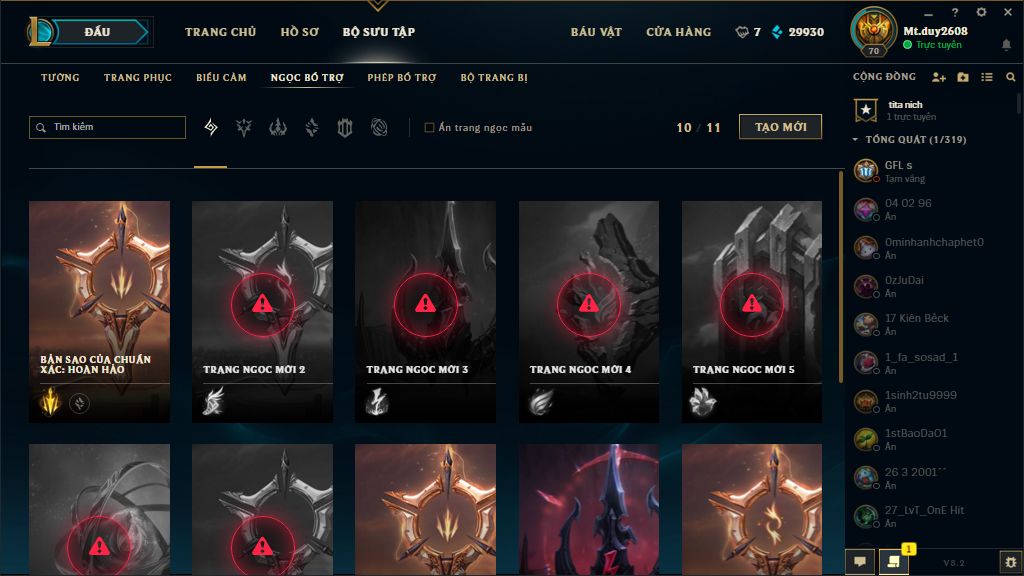 ĐẤU
TRANG CHỦ
HỒ SƠ
BỘ SƯU TẬP
BÁU VẬT
CỬA HÀNG
7
29930
70
Mt.duy2608
Trực tuyến
TƯỚNG
TRANG PHỤC
BIỂU CẢM
NGỌC BỔ TRỢ
PHÉP BỔ TRỢ
BỘ TRANG BỊ
CỘNG ĐỒNG
Tìm kiếm
Ẩn trang ngọc mẫu
10 / 11
TẠO MỚI
tita nich
1 trực tuyến
TỔNG QUÁT (1/319)
GFL s
Tạm vắng
04 02 96
Ẩn
0minhanhchaphet0
Ẩn
0zJuDai
Ẩn
17 Kiên Bếck
Ẩn
1_fa_sosad_1
Ẩn
1sinh2tu9999
Ẩn
1stBaoDaO1
Ẩn
26 3 2001^^
Ẩn
27_LvT_OnE Hit
Ẩn
BẢN SAO CỦA CHUẨN
XÁC: HOÀN HẢO
TRANG NGỌC MỚI 2
TRANG NGỌC MỚI 3
TRANG NGỌC MỚI 4
TRANG NGỌC MỚI 5
1
V8.2